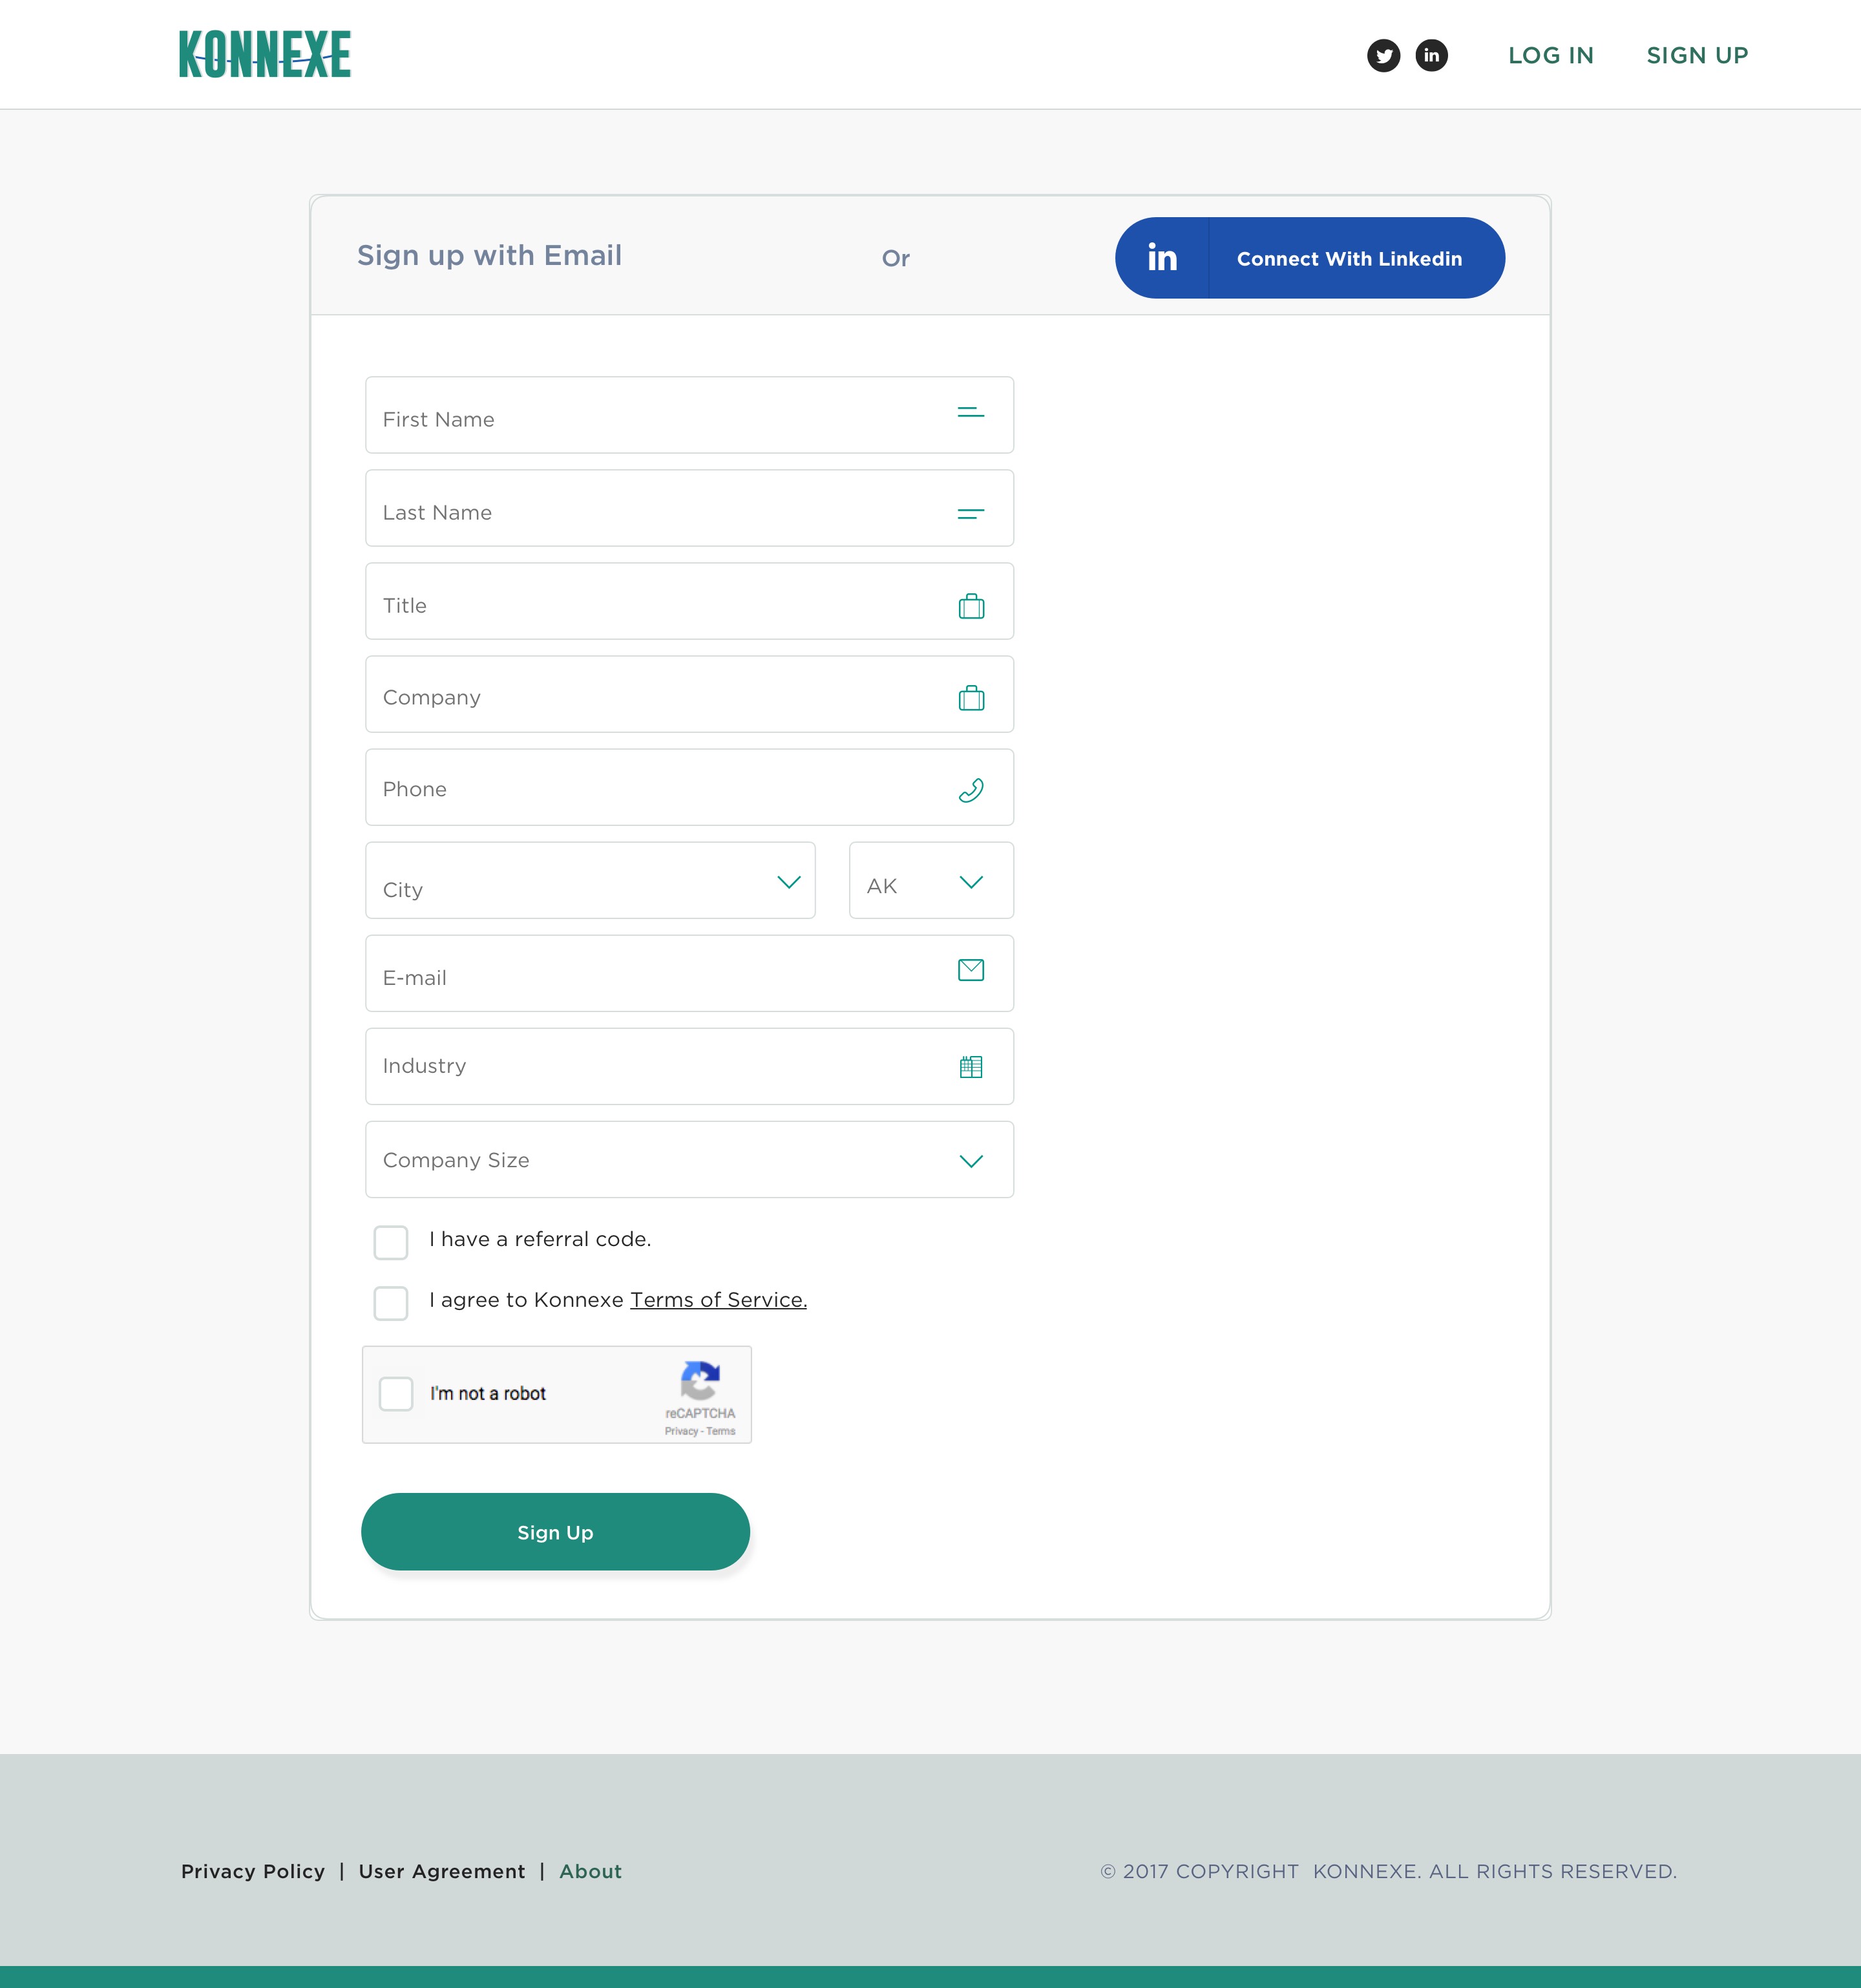 KONNEXE
in LOG IN SIGN UP
Sign up with Email Or in Connect With Linkedin
First Name
Last Name
Title
Company
Phone
City AK
E-mail
Industry
Company Size
I have a referral code.
I agree to Konnexe Terms of Service.
I'm not a robot
reCAPTCHA
Privacy - Terms
Sign Up
Privacy Policy | User Agreement | About © 2017 COPYRIGHT KONNEXE. ALL RIGHTS RESERVED.